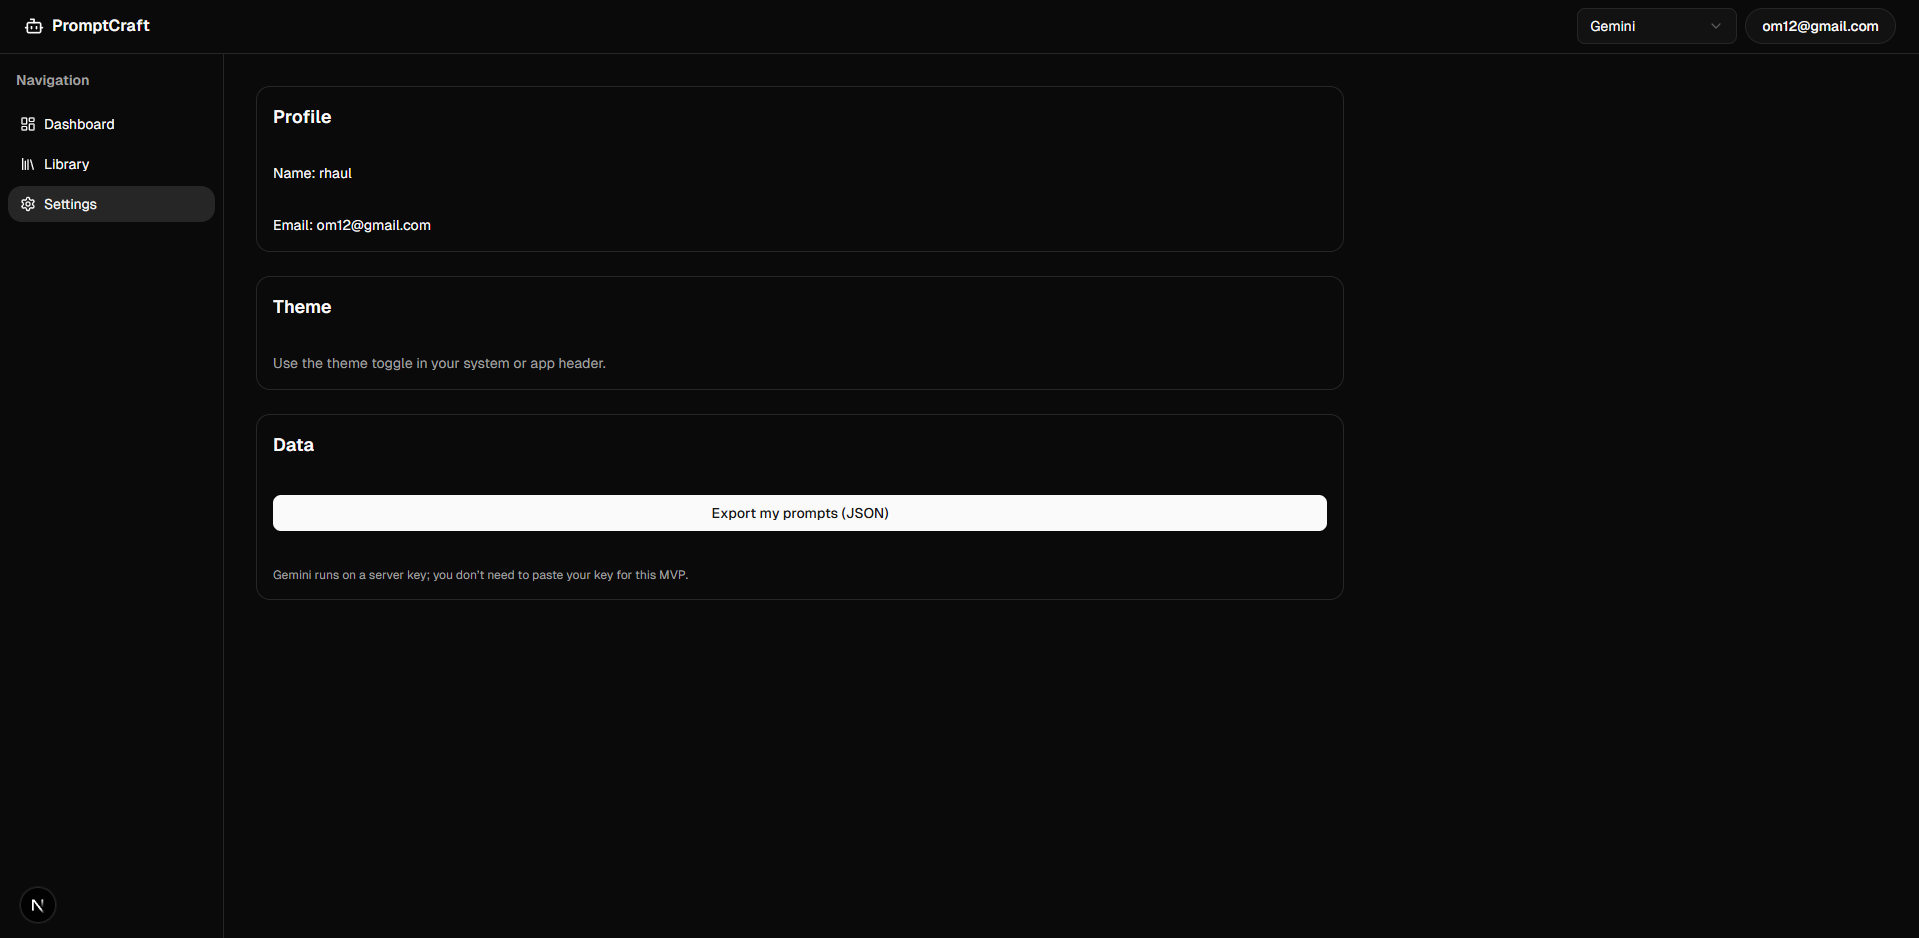 PromptCraft
Gemini
om12@gmail.com
Navigation
Dashboard
Library
Settings
Profile
Name: rhaul
Email: om12@gmail.com
Theme
Use the theme toggle in your system or app header.
Data
Export my prompts (JSON)
Gemini runs on a server key; you don't need to paste your key for this MVP.
N